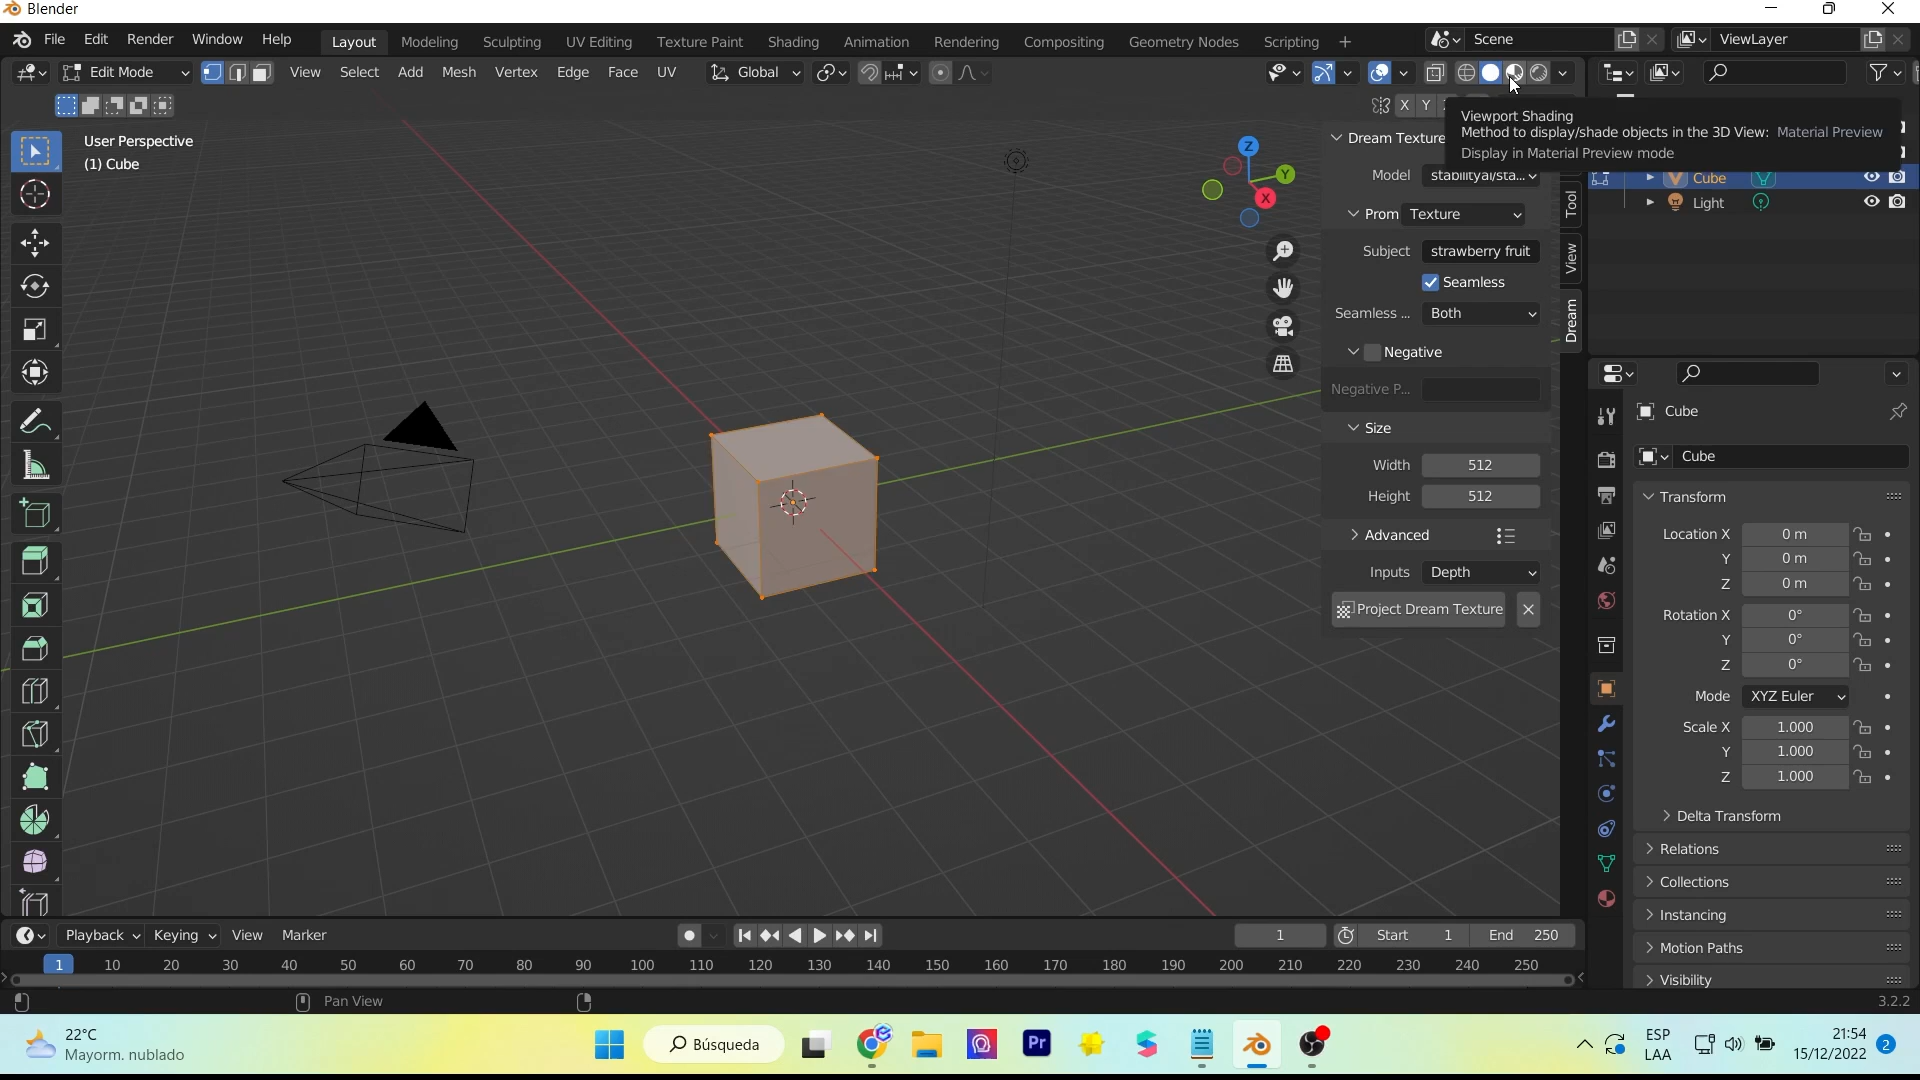 Blender
File Edit Render Window Help Layout Modeling Sculpting UV Editing Texture Paint Shading Animation Rendering Compositing Geometry Nodes Scripting + Scene ViewLayer
Edit Mode View Select Add Mesh Vertex Edge Face UV Global
X Y
User Perspective
(1) Cube
Z
Y
X
Viewport Shading
Method to display/shade objects in the 3D View: Material Preview
Display in Material Preview mode
Dream Texture
Model stabilityai/sta...
Prom Texture
Subject strawberry fruit
Seamless
Seamless ... Both
Negative
Negative P...
Size
Width 512
Height 512
Advanced
Inputs Depth
Project Dream Texture
Tool
View
Dream
Cube
Light
Cube
Cube
Transform
Location X 0 m
Y 0 m
Z 0 m
Rotation X 0°
Y 0°
Z 0°
Mode XYZ Euler
Scale X 1.000
Y 1.000
Z 1.000
Delta Transform
Relations
Collections
Instancing
Motion Paths
Visibility
Playback Keying View Marker 1 Start 1 End 250
1 10 20 30 40 50 60 70 80 90 100 110 120 130 140 150 160 170 180 190 200 210 220 230 240 250
Pan View 3.2.2
22°C
Mayorm. nublado
Búsqueda
Pr
ESP
LAA
21:54
15/12/2022
2